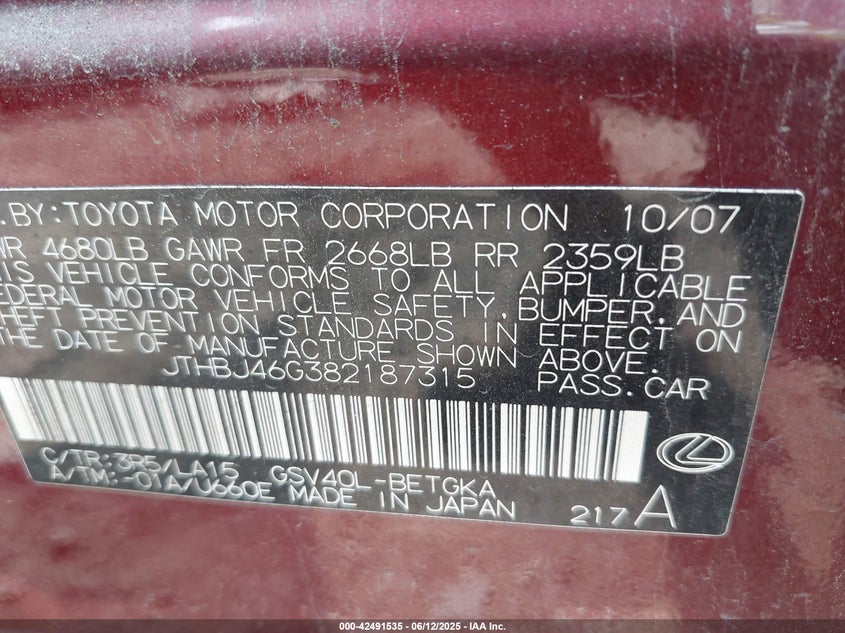 .BY:TOYOTA MOTOR CORPORATION 10/07
WR 4680LB GAWR FR 2668LB RR 2359LB
IS VEHICLE CONFORMS TO ALL APPLICABLE
EDERAL MOTOR VEHICLE SAFETY, BUMPER, AND
HEFT PREVENTION STANDARDS IN EFFECT ON
THE DATE OF MANUFACTURE SHOWN ABOVE.
JTHBJ46G382187315 PASS.CAR
C/TR:3R5/LA15 GSV40L-BETGKA
A/TM:-01A/U660E MADE IN JAPAN 217A
000-42491535 - 06/12/2025 - IAA Inc.